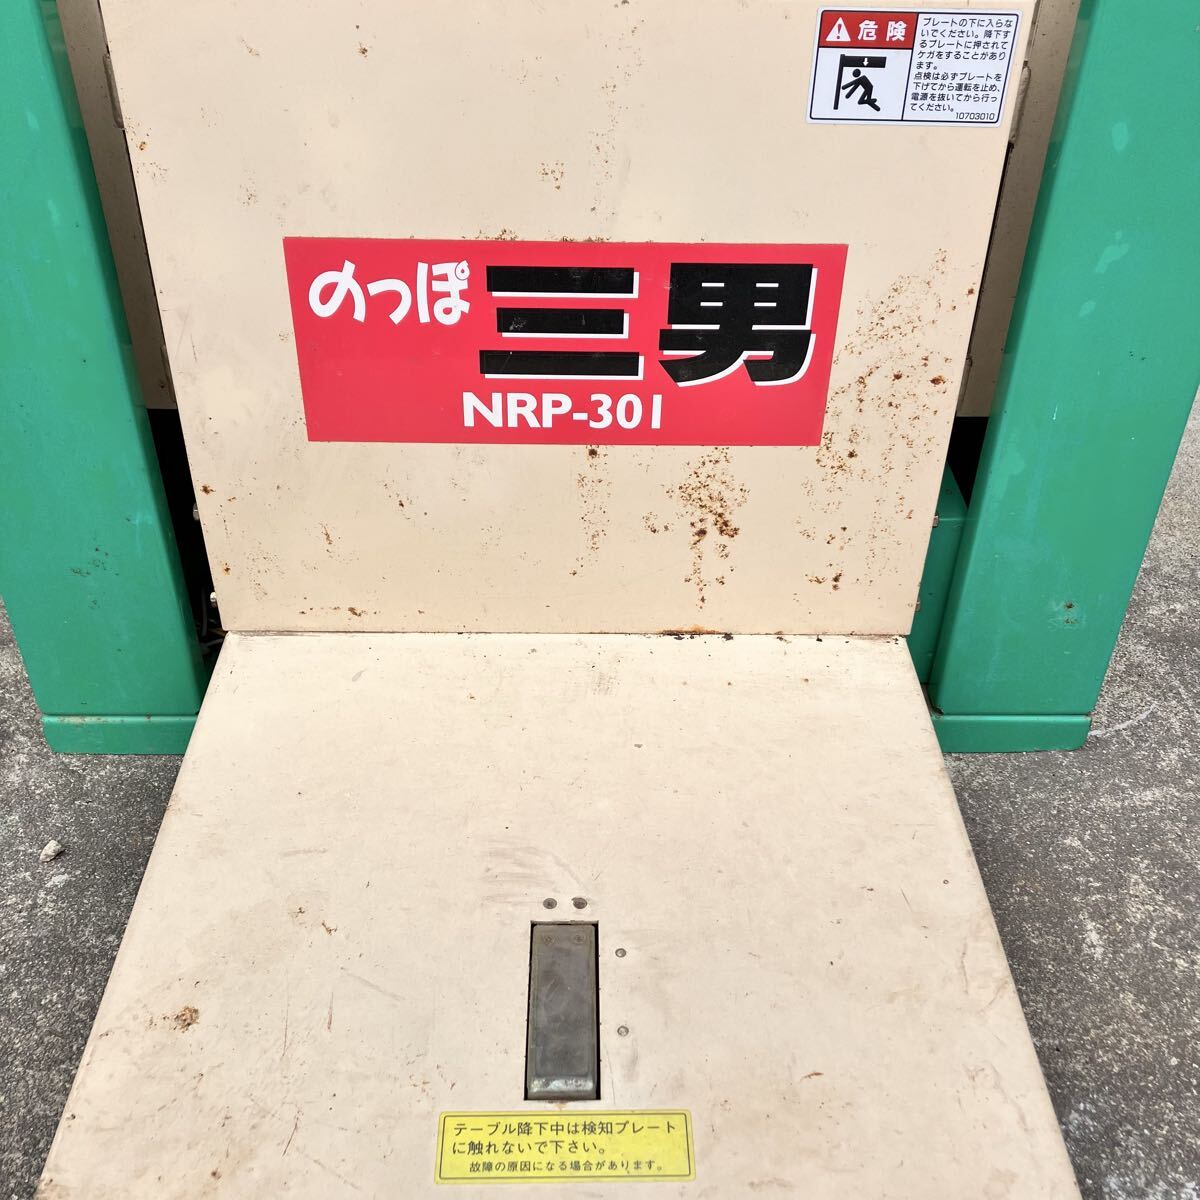 危険
プレートの下に入らな
いでください。降下す
るプレートに押されて
ケガをすることがあり
ます。
点検は必ずプレートを
下げてから運転を止め、
電源を抜いてから行っ
てください。
10703010
のっぽ 三男
NRP-301
テーブル降下中は検知プレート
に触れないで下さい。
故障の原因になる場合があります。